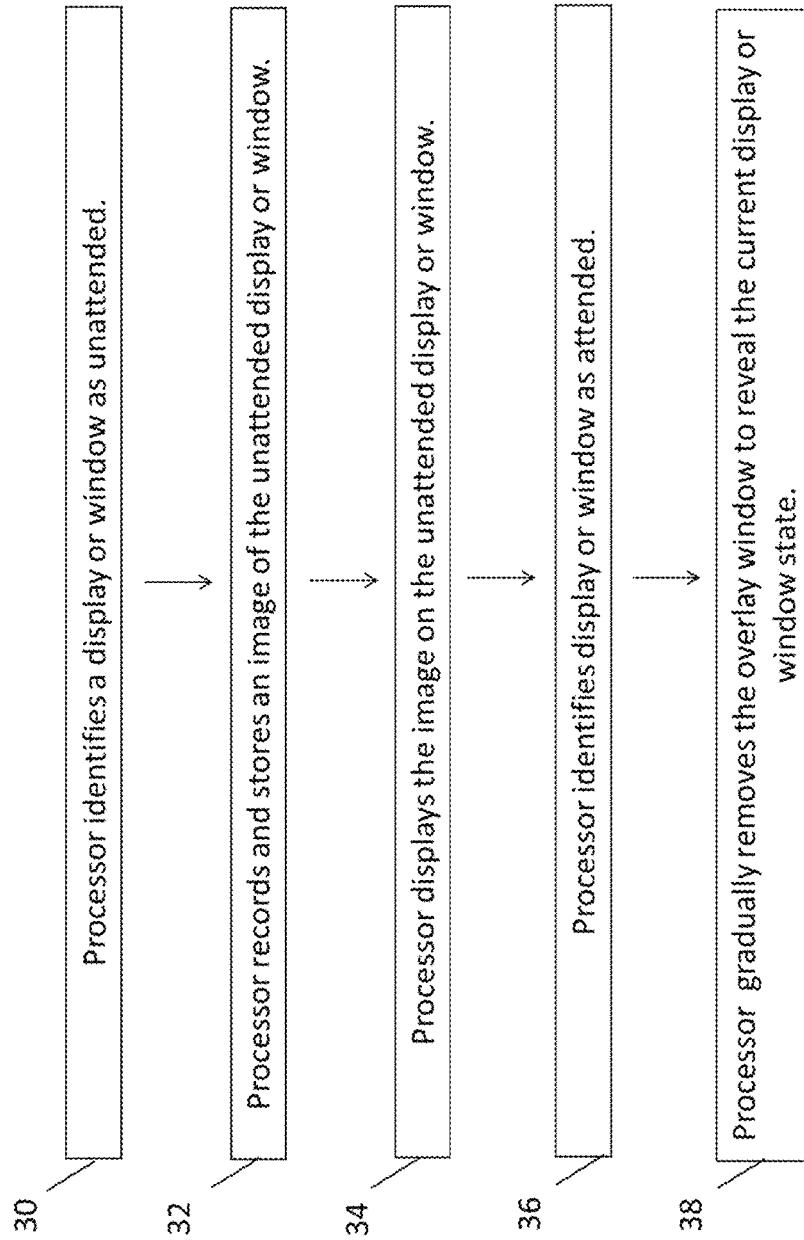 30
Processor identifies a display or window as unattended.
32
Processor records and stores an image of the unattended display or window.
34
Processor displays the image on the unattended display or window.
36
Processor identifies display or window as attended.
38
Processor gradually removes the overlay window to reveal the current display or
window state.